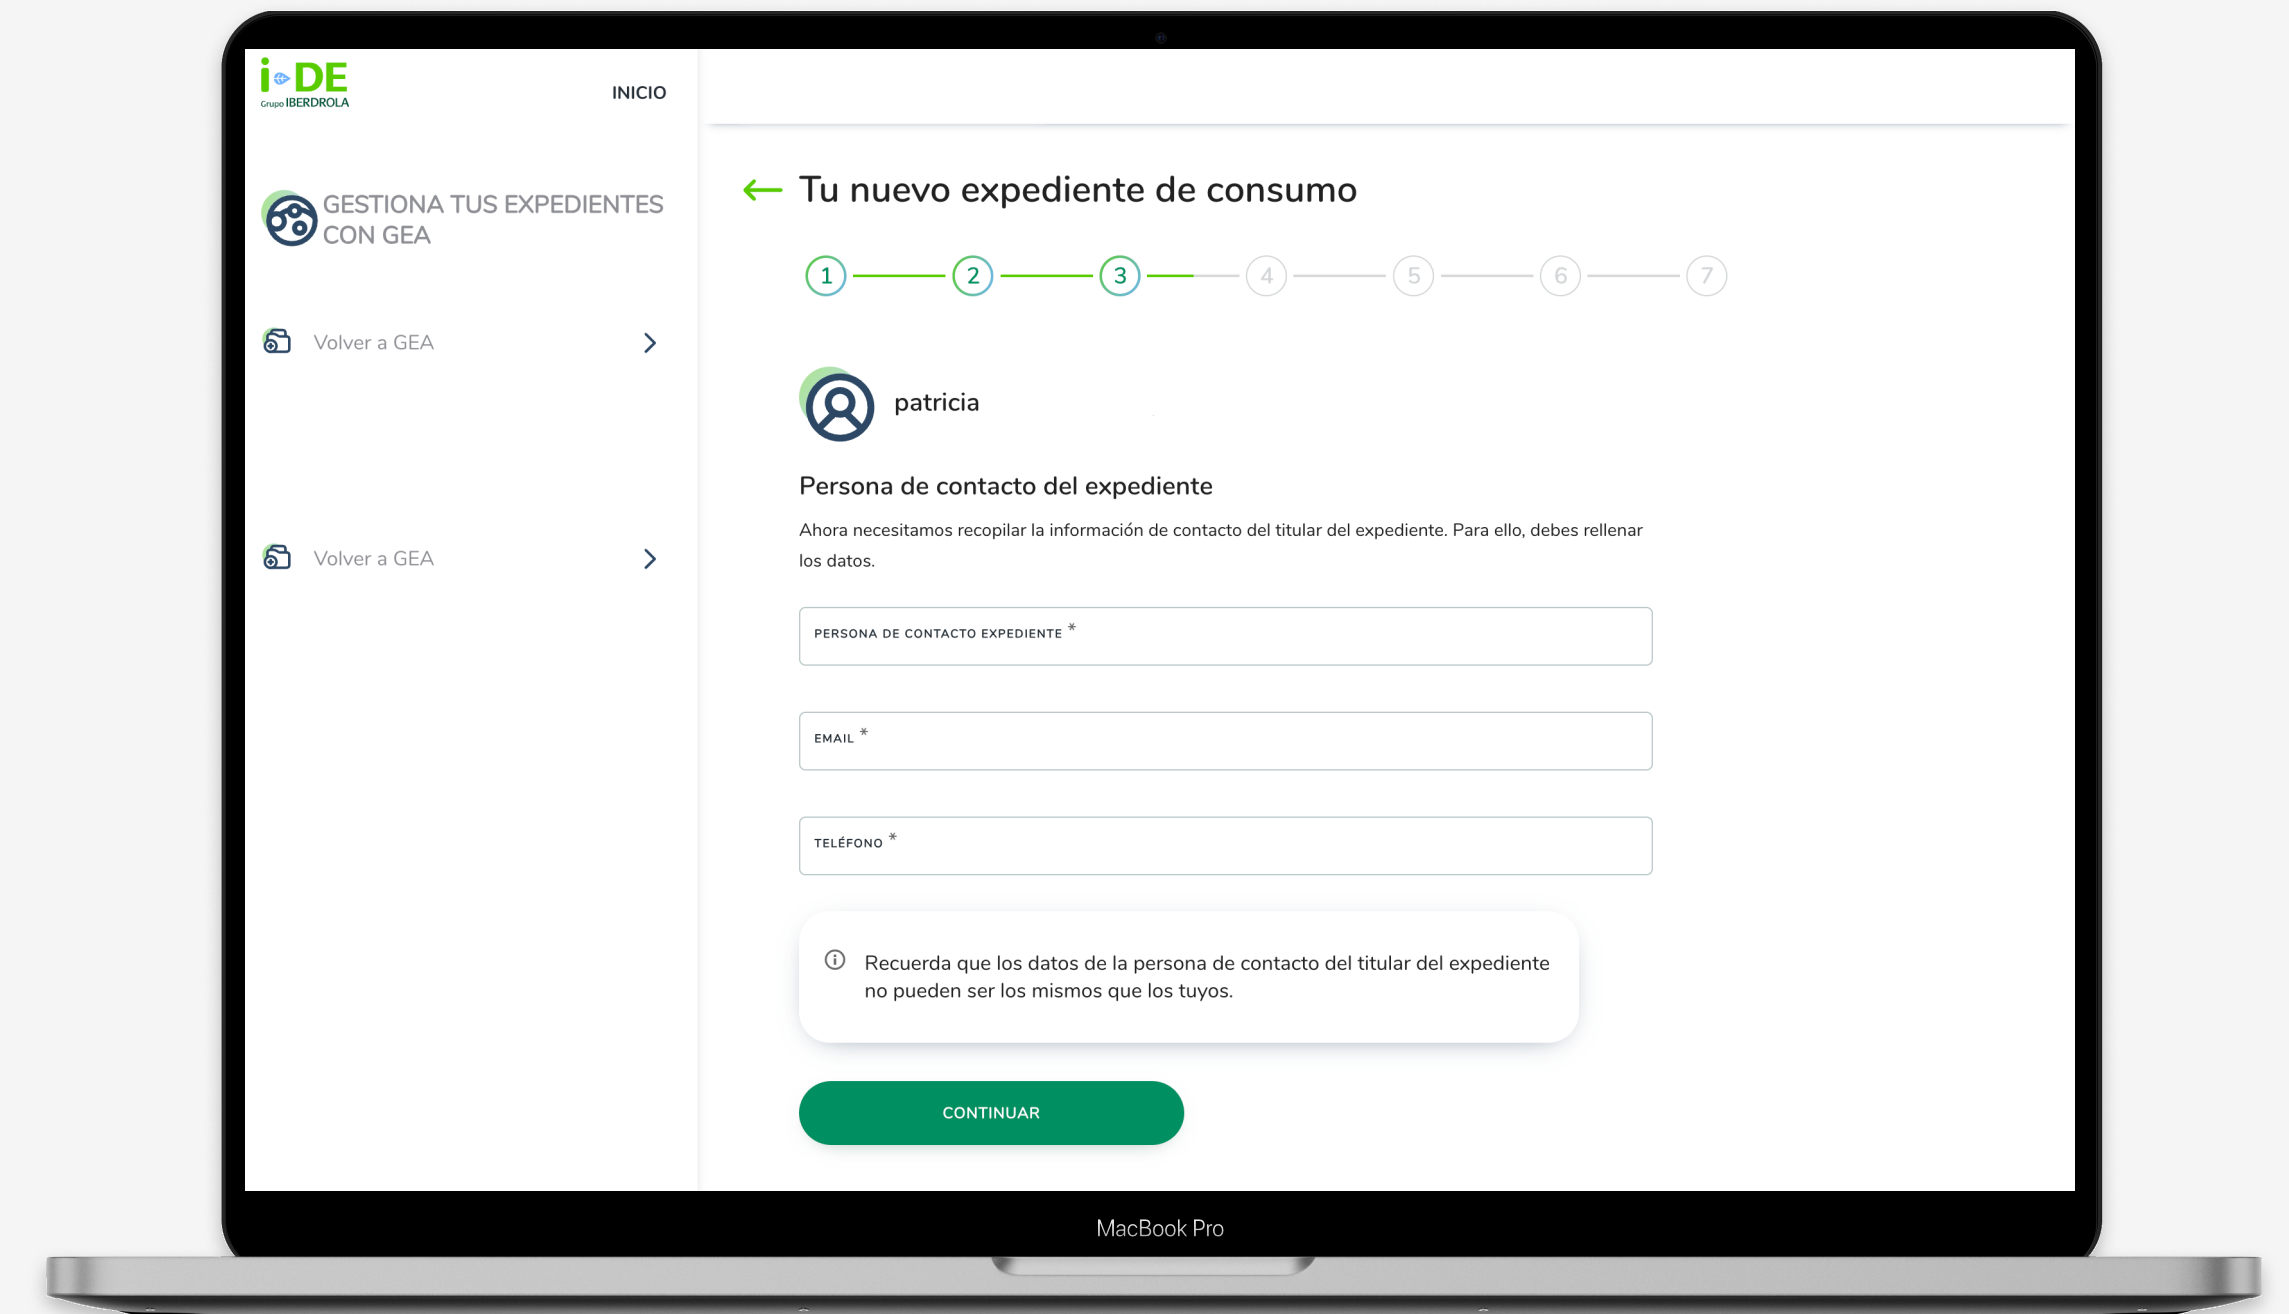 i DE
Grupo IBERDROLA
INICIO
GESTIONA TUS EXPEDIENTES
CON GEA
Volver a GEA
Volver a GEA
Tu nuevo expediente de consumo
1 2 3 4 5 6 7
patricia
Persona de contacto del expediente
Ahora necesitamos recopilar la información de contacto del titular del expediente. Para ello, debes rellenar
los datos.
PERSONA DE CONTACTO EXPEDIENTE *
EMAIL *
TELÉFONO *
Recuerda que los datos de la persona de contacto del titular del expediente
no pueden ser los mismos que los tuyos.
CONTINUAR
MacBook Pro